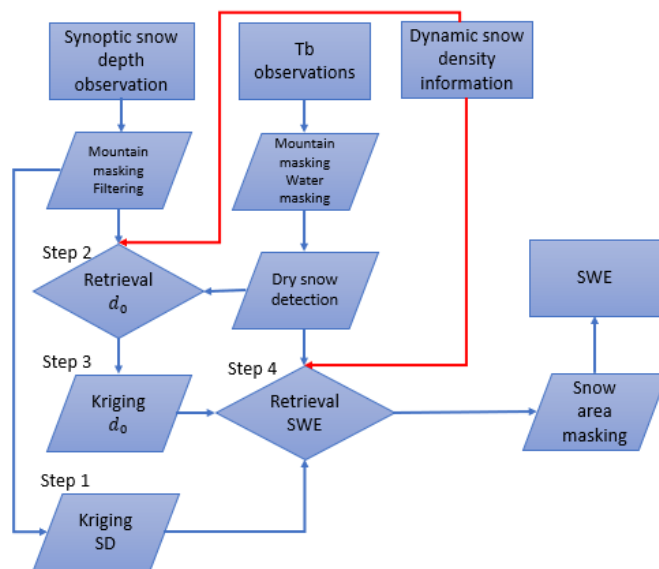 Synoptic snow
depth
observation
Tb
observations
Dynamic snow
density
information
Mountain
masking
Filtering
Mountain
masking
Water
masking
Step 2
Retrieval
d₀
Dry snow
detection
SWE
Step 3
Kriging
d₀
Step 4
Retrieval
SWE
Snow
area
masking
Step 1
Kriging
SD